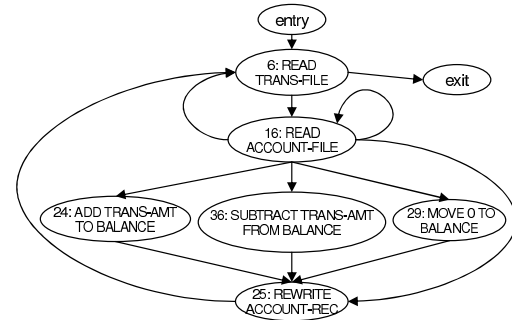 entry
6: READ
TRANS-FILE
exit
16: READ
ACCOUNT-FILE
24: ADD TRANS-AMT
TO BALANCE
36: SUBTRACT TRANS-AMT
FROM BALANCE
29: MOVE 0 TO
BALANCE
25: REWRITE
ACCOUNT-REC